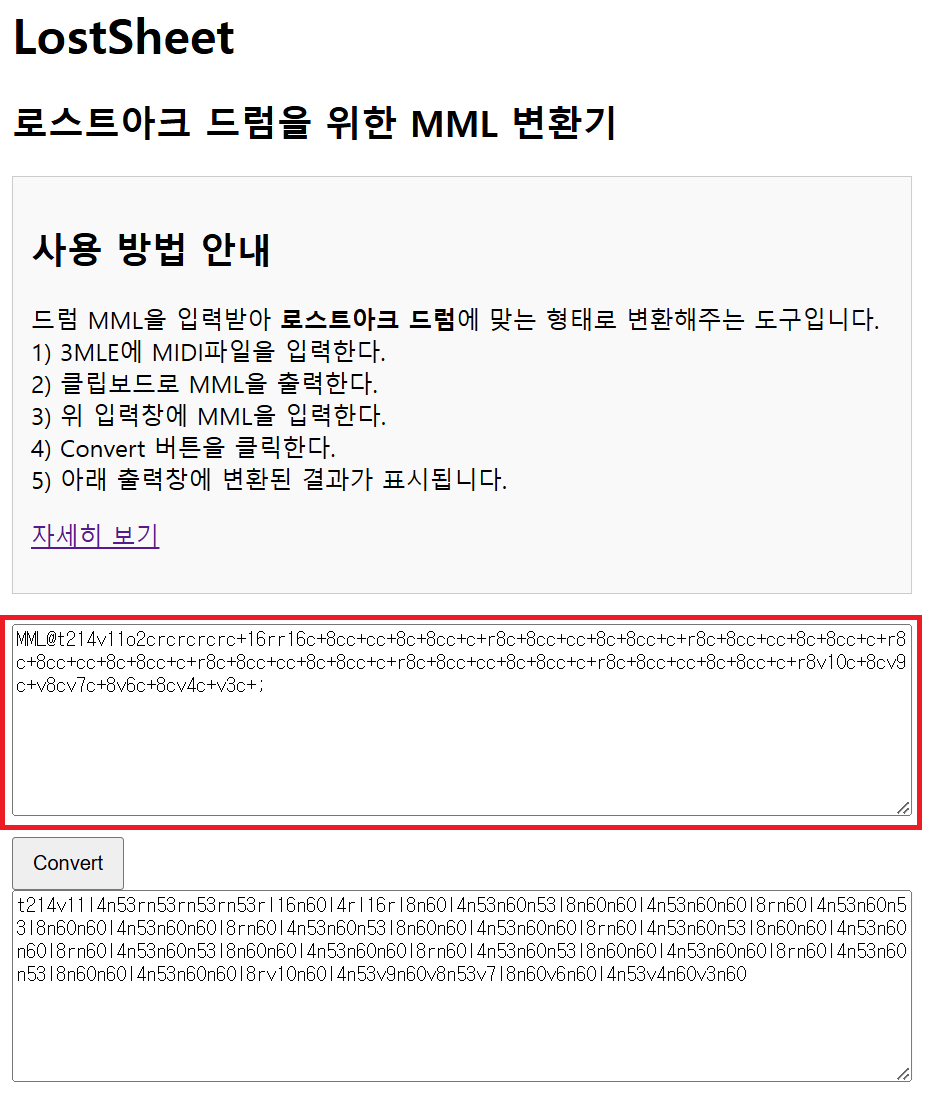 LostSheet
로스트아크 드럼을 위한 MML 변환기
사용 방법 안내
드럼 MML을 입력받아 로스트아크 드럼에 맞는 형태로 변환해주는 도구입니다.
1) 3MLE에 MIDI파일을 입력한다.
2) 클립보드로 MML을 출력한다.
3) 위 입력창에 MML을 입력한다.
4) Convert 버튼을 클릭한다.
5) 아래 출력창에 변환된 결과가 표시됩니다.
자세히 보기
MML@t214v11o2crcrcrcrc+16rr16c+8cc+cc+8c+8cc+c+r8c+8cc+cc+8c+8cc+c+r8c+8cc+cc+8c+8cc+c+r8
c+8cc+cc+8c+8cc+c+r8c+8cc+cc+8c+8cc+c+r8c+8cc+cc+8c+8cc+c+r8c+8cc+cc+8c+8cc+c+r8v10c+8cv9
c+v8cv7c+8v6c+8cv4c+v3c+;
Convert
t214v11l4n53rn53rn53rn53rl16n60l4rl16rl8n60l4n53n60n53l8n60n60l4n53n60n60l8rn60l4n53n60n5
3l8n60n60l4n53n60n60l8rn60l4n53n60n53l8n60n60l4n53n60n60l8rn60l4n53n60n53l8n60n60l4n53n60
n60l8rn60l4n53n60n53l8n60n60l4n53n60n60l8rn60l4n53n60n53l8n60n60l4n53n60n60l8rn60l4n53n60
n53l8n60n60l4n53n60n60l8rv10n60l4n53v9n60v8n53v7l8n60v6n60l4n53v4n60v3n60